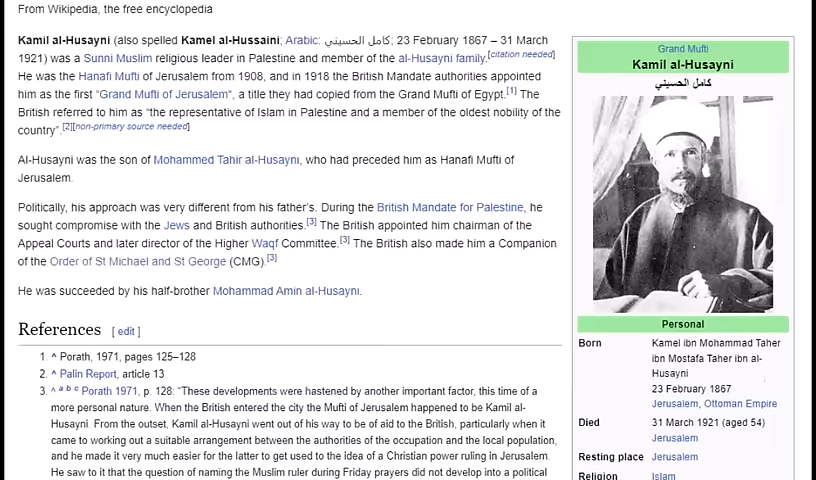 From Wikipedia, the free encyclopedia
Kamil al-Husayni (also spelled Kamel al-Hussaini; Arabic: كامل الحسيني; 23 February 1867 – 31 March
1921) was a Sunni Muslim religious leader in Palestine and member of the al-Husayni family.[citation needed]
He was the Hanafi Mufti of Jerusalem from 1908, and in 1918 the British Mandate authorities appointed
him as the first "Grand Mufti of Jerusalem", a title they had copied from the Grand Mufti of Egypt.[1] The
British referred to him as "the representative of Islam in Palestine and a member of the oldest nobility of the
country".[2][non-primary source needed]
Al-Husayni was the son of Mohammed Tahir al-Husayni, who had preceded him as Hanafi Mufti of
Jerusalem.
Politically, his approach was very different from his father's. During the British Mandate for Palestine, he
sought compromise with the Jews and British authorities.[3] The British appointed him chairman of the
Appeal Courts and later director of the Higher Waqf Committee.[3] The British also made him a Companion
of the Order of St Michael and St George (CMG).[3]
He was succeeded by his half-brother Mohammad Amin al-Husayni.
References [ edit ]
1. ^ Porath, 1971, pages 125–128
2. ^ Palin Report, article 13
3. ^ a b c Porath 1971, p. 128: "These developments were hastened by another important factor, this time of a
more personal nature. When the British entered the city the Mufti of Jerusalem happened to be Kamil al-
Husayni From the outset, Kamil al-Husayni went out of his way to be of aid to the British, particularly when it
came to working out a suitable arrangement between the authorities of the occupation and the local population,
and he made it very much easier for the latter to get used to the idea of a Christian power ruling in Jerusalem.
He saw to it that the question of naming the Muslim ruler during Friday prayers did not develop into a political
Grand Mufti
Kamil al-Husayni
كامل الحسيني
Personal
Born Kamel ibn Mohammad Taher
ibn Mostafa Taher ibn al-
Husayni
23 February 1867
Jerusalem, Ottoman Empire
Died 31 March 1921 (aged 54)
Jerusalem
Resting place Jerusalem
Religion Islam